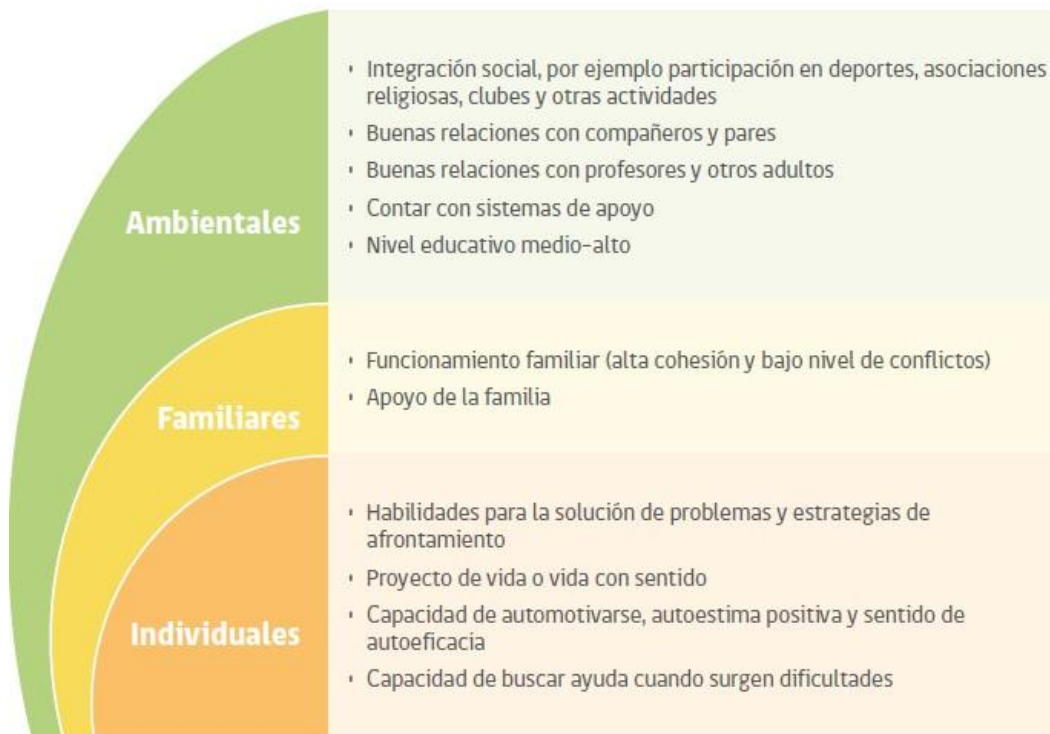 Ambientales
• Integración social, por ejemplo participación en deportes, asociaciones
religiosas, clubes y otras actividades
• Buenas relaciones con compañeros y pares
• Buenas relaciones con profesores y otros adultos
• Contar con sistemas de apoyo
• Nivel educativo medio-alto
Familiares
• Funcionamiento familiar (alta cohesión y bajo nivel de conflictos)
• Apoyo de la familia
Individuales
• Habilidades para la solución de problemas y estrategias de
afrontamiento
• Proyecto de vida o vida con sentido
• Capacidad de automotivarse, autoestima positiva y sentido de
autoeficacia
• Capacidad de buscar ayuda cuando surgen dificultades